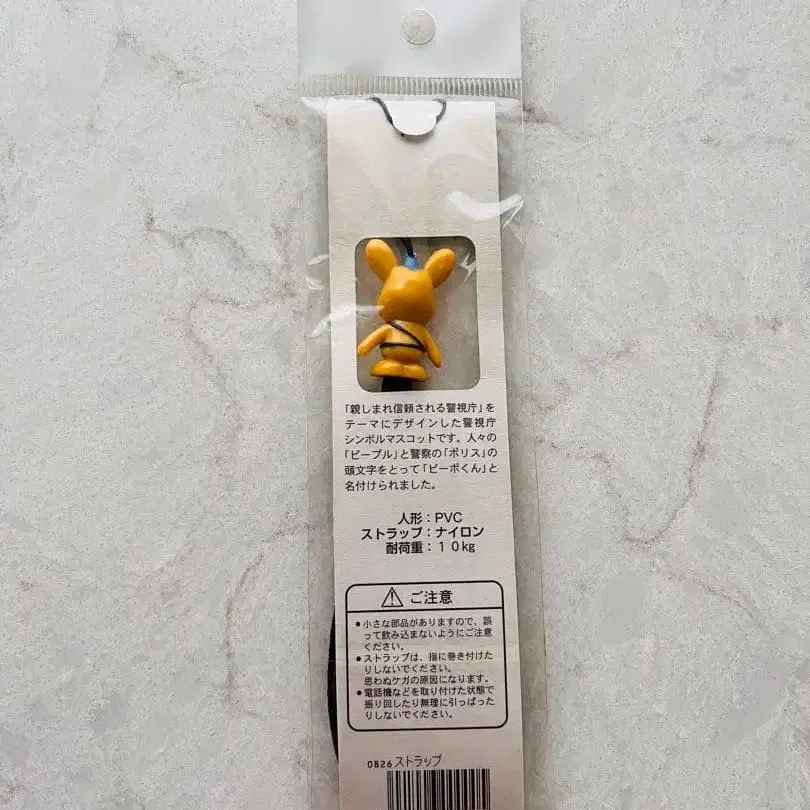 「親しまれ信頼される警視庁」を
テーマにデザインした警視庁
シンボルマスコットです。人々の
「ピープル」と警察の「ポリス」の
頭文字をとって「ピーポくん」と
名付けられました。
人形：PVC
ストラップ：ナイロン
耐荷重：１０kg
ご注意
●小さな部品がありますので、誤
って飲み込まないようにご注意
ください。
●ストラップは、指に巻き付けた
りしないでください。
思わぬケガの原因になります。
●電話機などを取り付けた状態で
振り回したり無理に引っぱった
りしないでください。
0826ストラップ